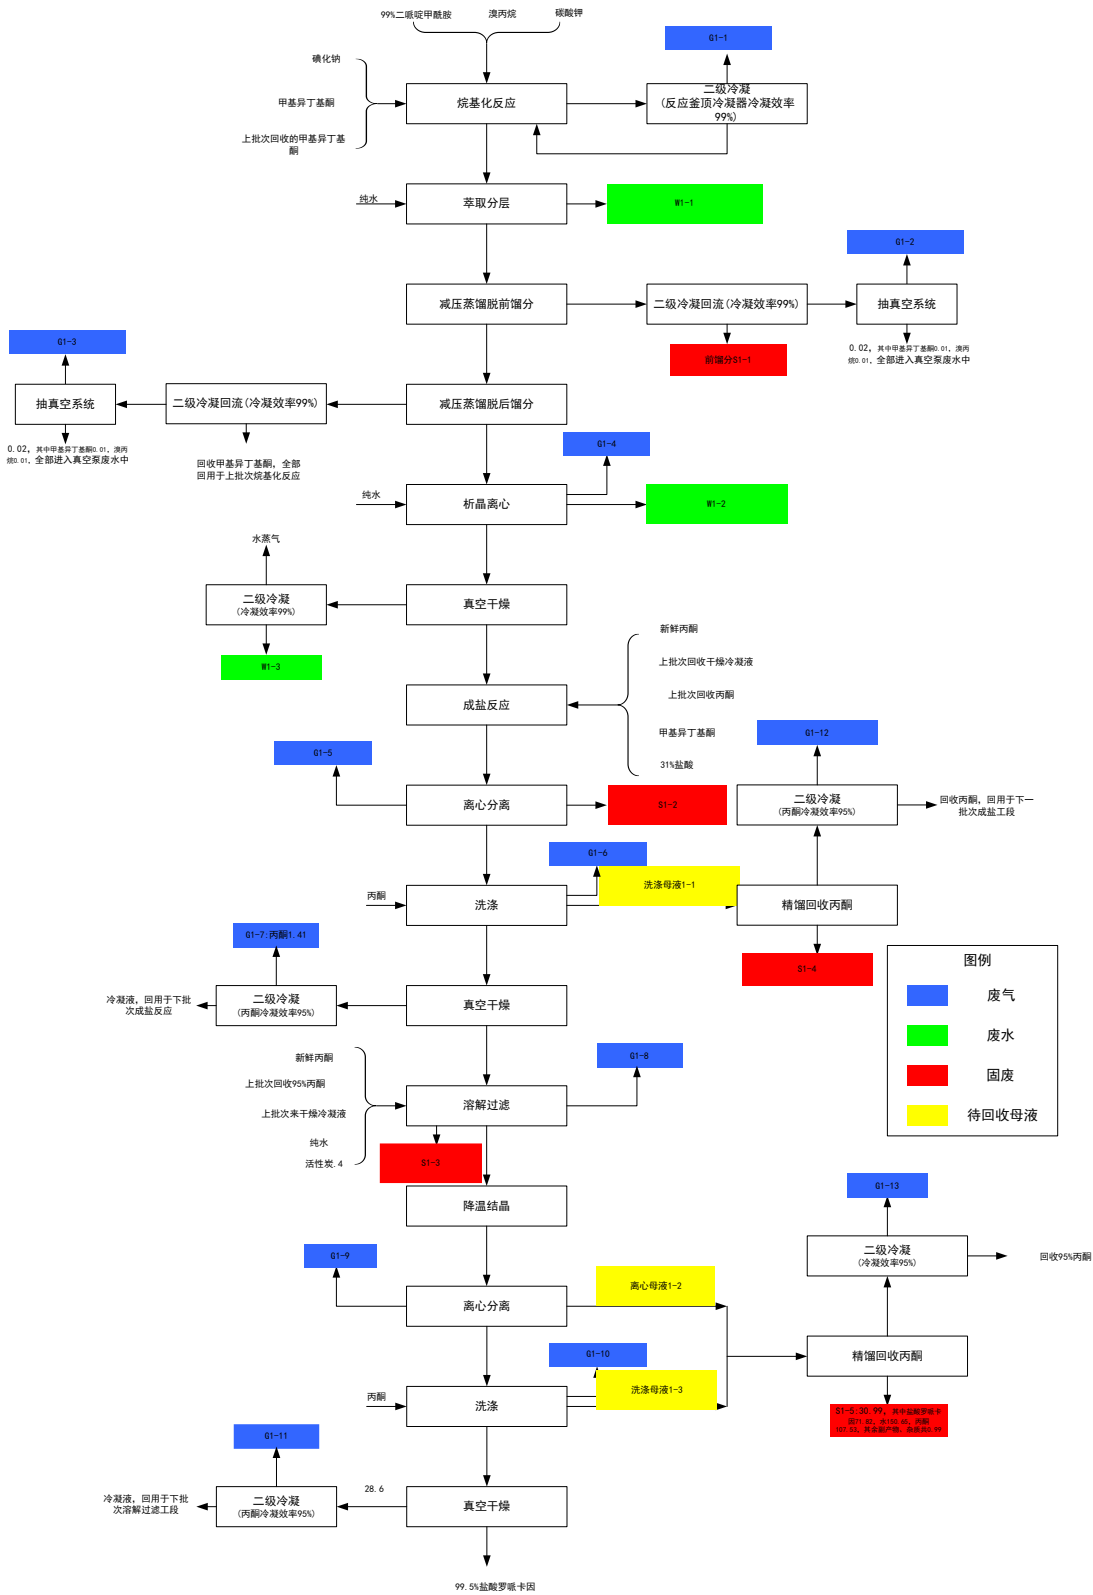 99%二哌啶甲酰胺
溴丙烷
碳酸钾
碘化钠
甲基异丁基酮
上批次回收的甲基异丁基
酮
烷基化反应
G1-1
二级冷凝
(反应釜顶冷凝器冷凝效率
99%)
纯水
萃取分层
W1-1
G1-2
减压蒸馏脱前馏分
二级冷凝回流(冷凝效率99%)
抽真空系统
前馏分S1-1
0.02, 其中甲基异丁基酮0.01, 溴丙
烷0.01, 全部进入真空泵废水中
G1-3
抽真空系统
二级冷凝回流(冷凝效率99%)
减压蒸馏脱后馏分
0.02, 其中甲基异丁基酮0.01, 溴丙
烷0.01, 全部进入真空泵废水中
回收甲基异丁基酮, 全部
回用于上批次烷基化反应
G1-4
纯水
析晶离心
W1-2
水蒸气
二级冷凝
(冷凝效率99%)
真空干燥
W1-3
新鲜丙酮
上批次回收干燥冷凝液
上批次回收丙酮
甲基异丁基酮
31%盐酸
成盐反应
G1-5
离心分离
S1-2
G1-12
二级冷凝
(丙酮冷凝效率95%)
回收丙酮, 回用于下一
批次成盐工段
G1-6
洗涤母液1-1
丙酮
洗涤
精馏回收丙酮
S1-4
G1-7:丙酮1.41
冷凝液, 回用于下批
次成盐反应
二级冷凝
(丙酮冷凝效率95%)
真空干燥
图例
废气
废水
固废
待回收母液
新鲜丙酮
上批次回收95%丙酮
上批次来干燥冷凝液
纯水
活性炭.4
溶解过滤
G1-8
S1-3
降温结晶
G1-13
二级冷凝
(冷凝效率95%)
回收95%丙酮
G1-9
离心分离
离心母液1-2
G1-10
洗涤母液1-3
精馏回收丙酮
丙酮
洗涤
S1-5:30.99, 其中盐酸罗哌卡
G1-11
冷凝液, 回用于下批
次溶解过滤工段
二级冷凝
(丙酮冷凝效率95%)
28.6
真空干燥
99.5%盐酸罗哌卡因